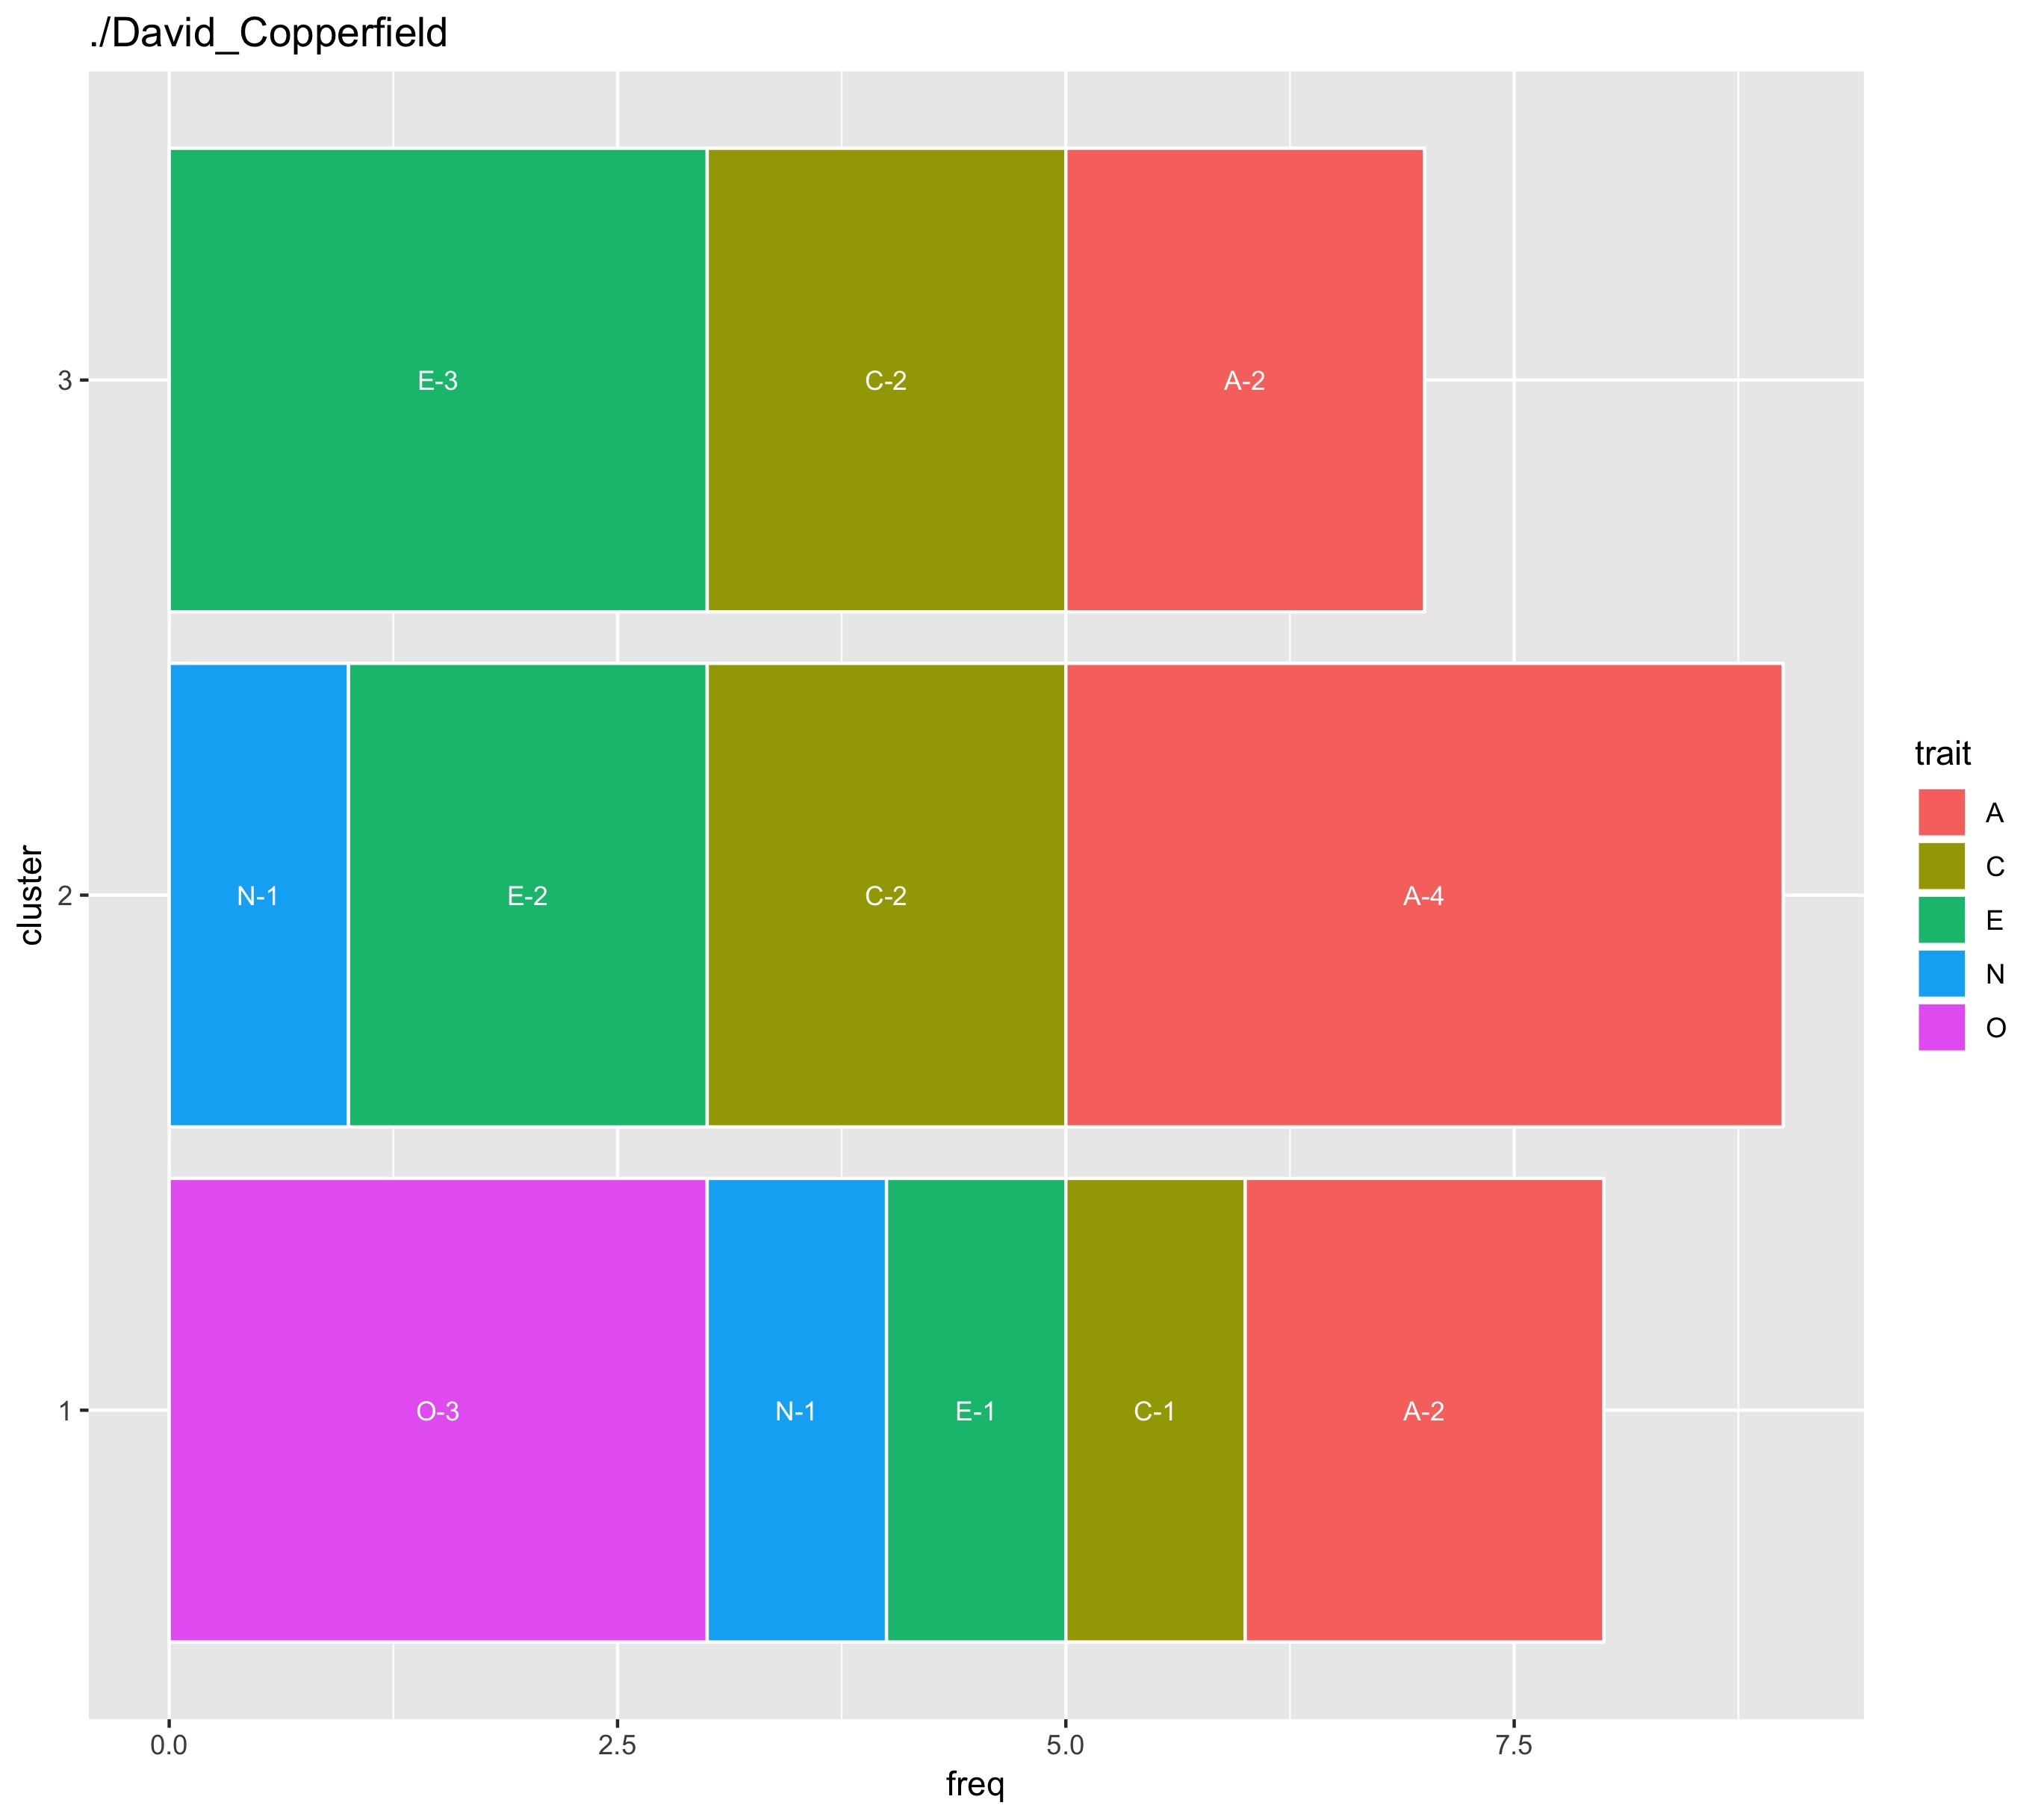 ./David_Copperfield
3
E-3
C-2
A-2
cluster
2
N-1
E-2
C-2
A-4
1
O-3
N-1
E-1
C-1
A-2
0.0
2.5
5.0
7.5
freq
trait
A
C
E
N
O